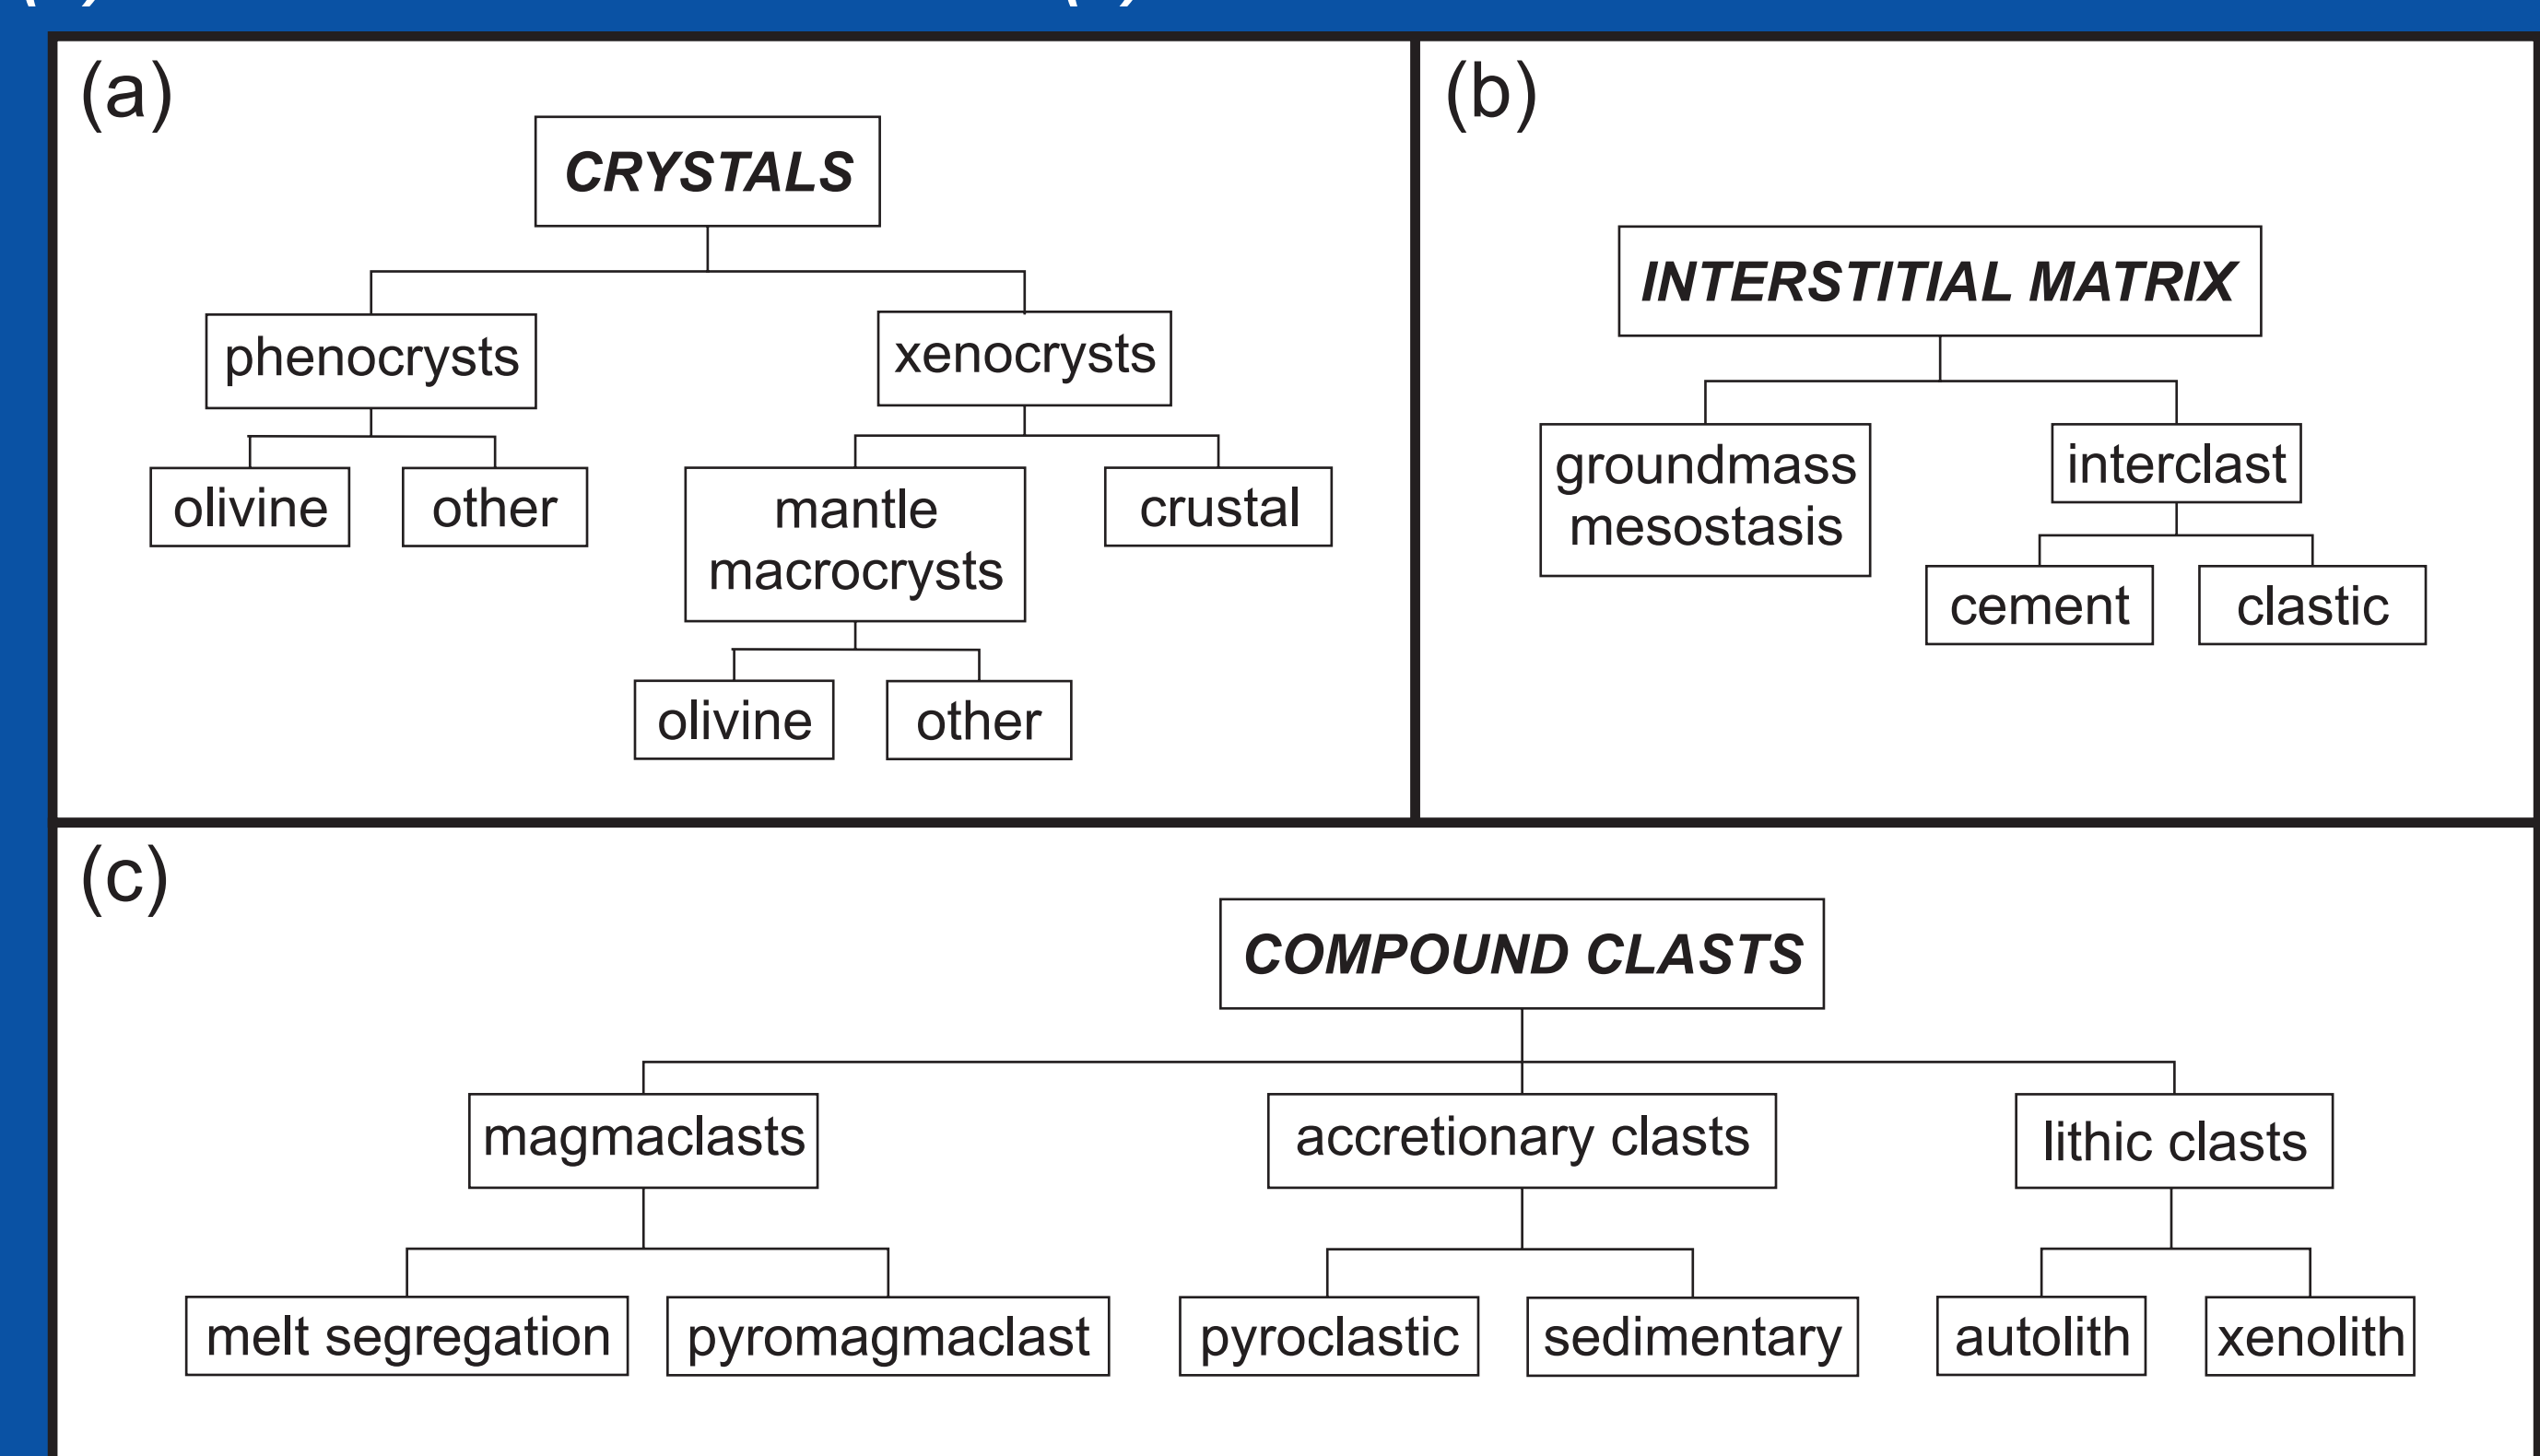 (a)
CRYSTALS
phenocrysts
xenocrysts
olivine
other
mantle
macrocrysts
crustal
olivine
other
(b)
INTERSTITIAL MATRIX
groundmass
mesostasis
interclast
cement
clastic
(c)
COMPOUND CLASTS
magmaclasts
accretionary clasts
lithic clasts
melt segregation
pyromagmaclast
pyroclastic
sedimentary
autolith
xenolith